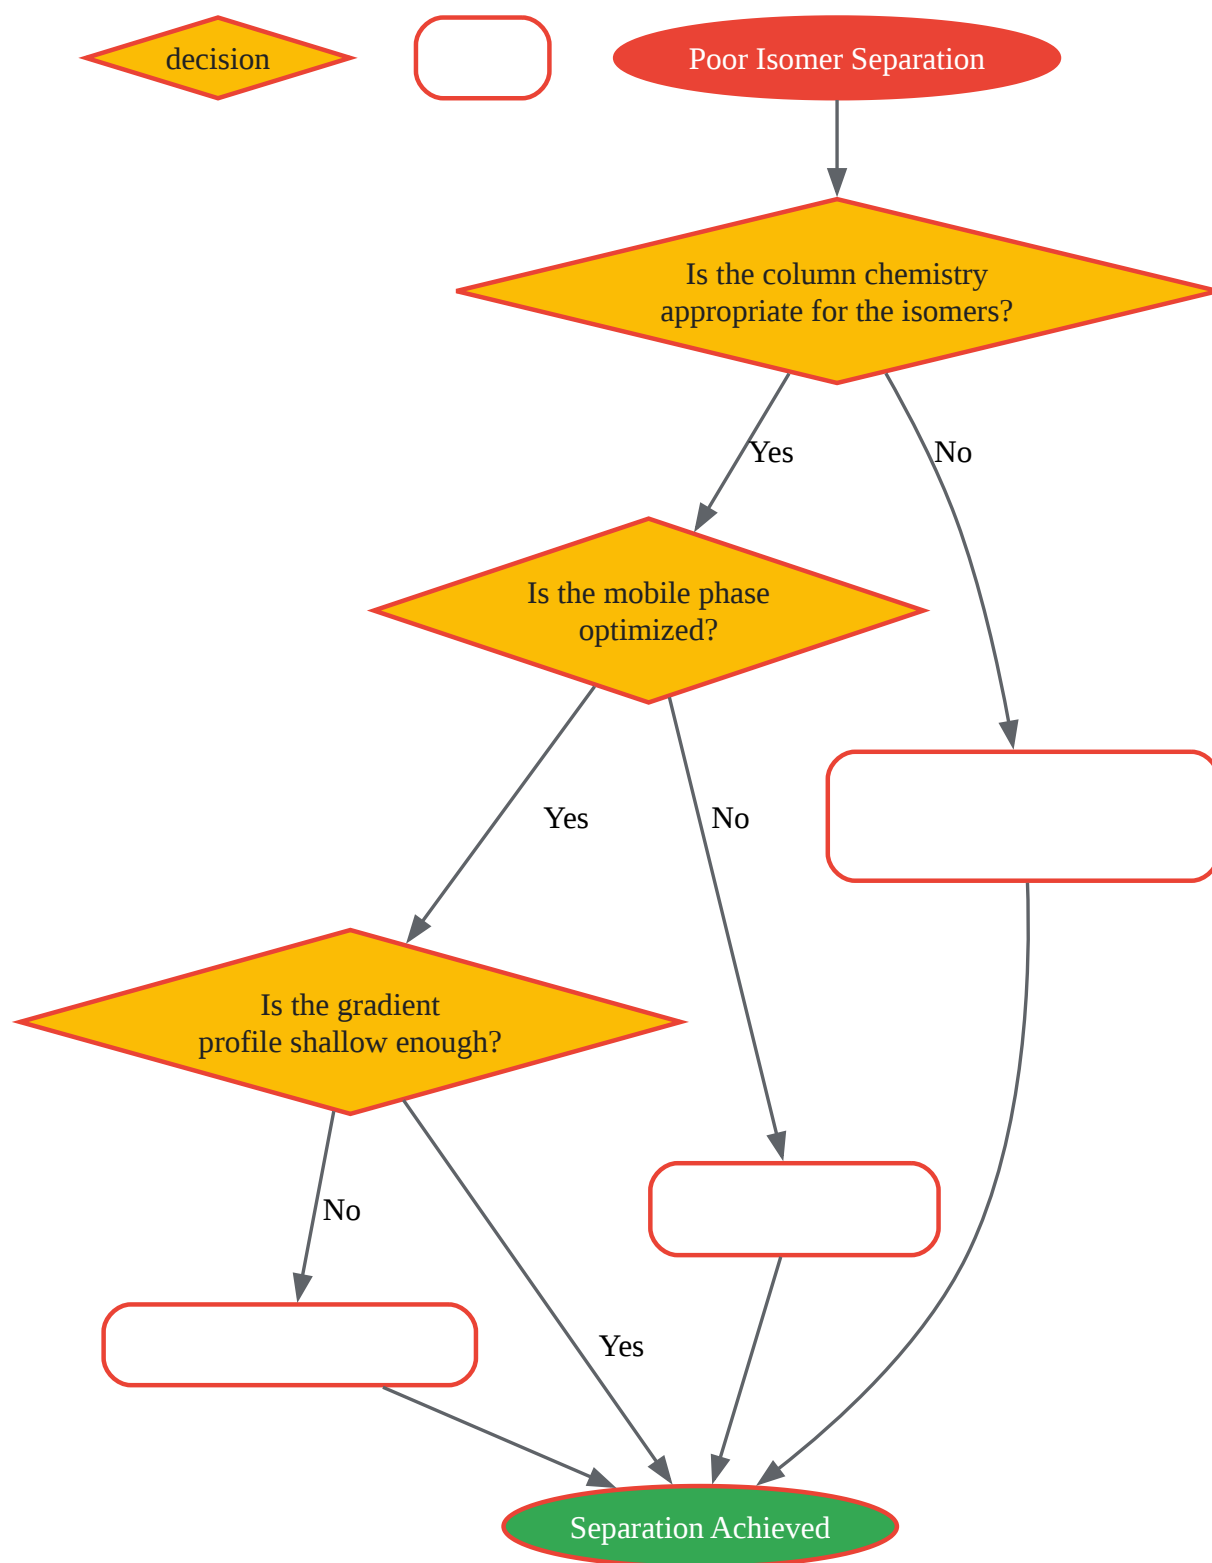 decision
Poor Isomer Separation
Is the column chemistry
appropriate for the isomers?
Yes
No
Is the mobile phase
optimized?
Yes
No
Is the gradient
profile shallow enough?
No
Yes
Separation Achieved